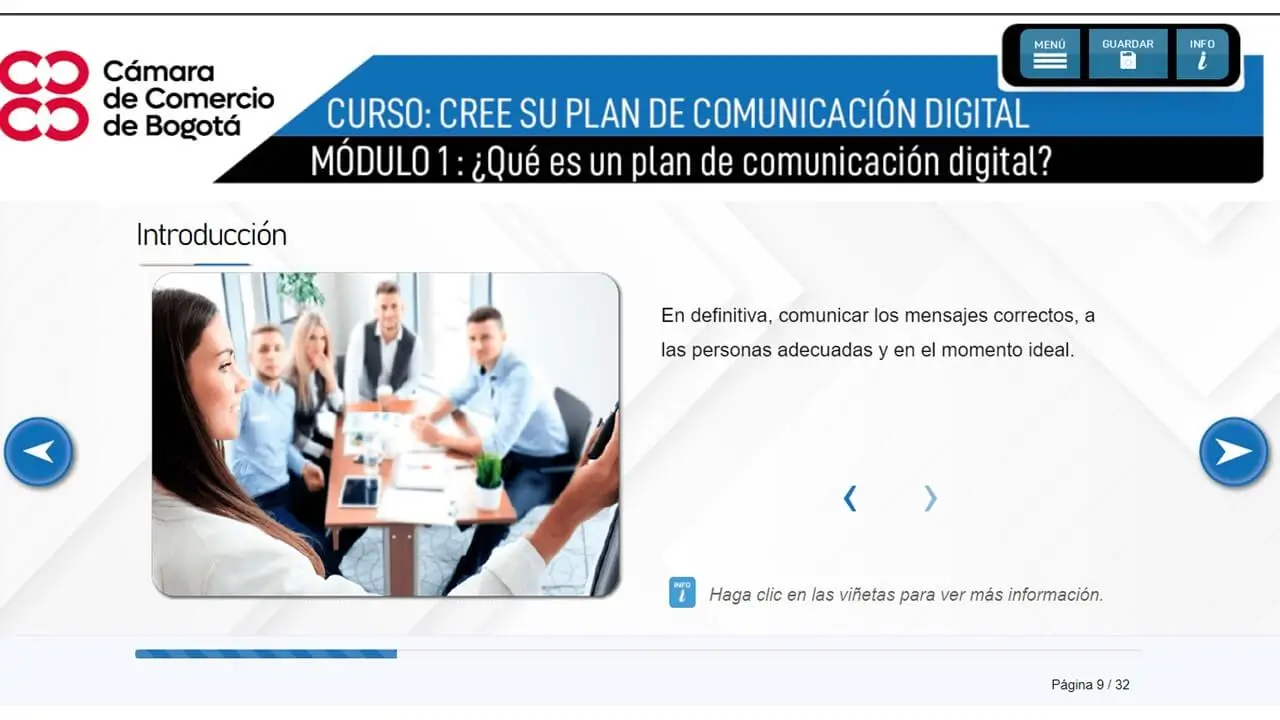 Cámara
de Comercio
de Bogotá
MENÚ
GUARDAR
INFO
i
CURSO: CREE SU PLAN DE COMUNICACIÓN DIGITAL
MÓDULO 1 : ¿Qué es un plan de comunicación digital?
Introducción
En definitiva, comunicar los mensajes correctos, a
las personas adecuadas y en el momento ideal.
INFO
i
Haga clic en las viñetas para ver más información.
Página 9 / 32